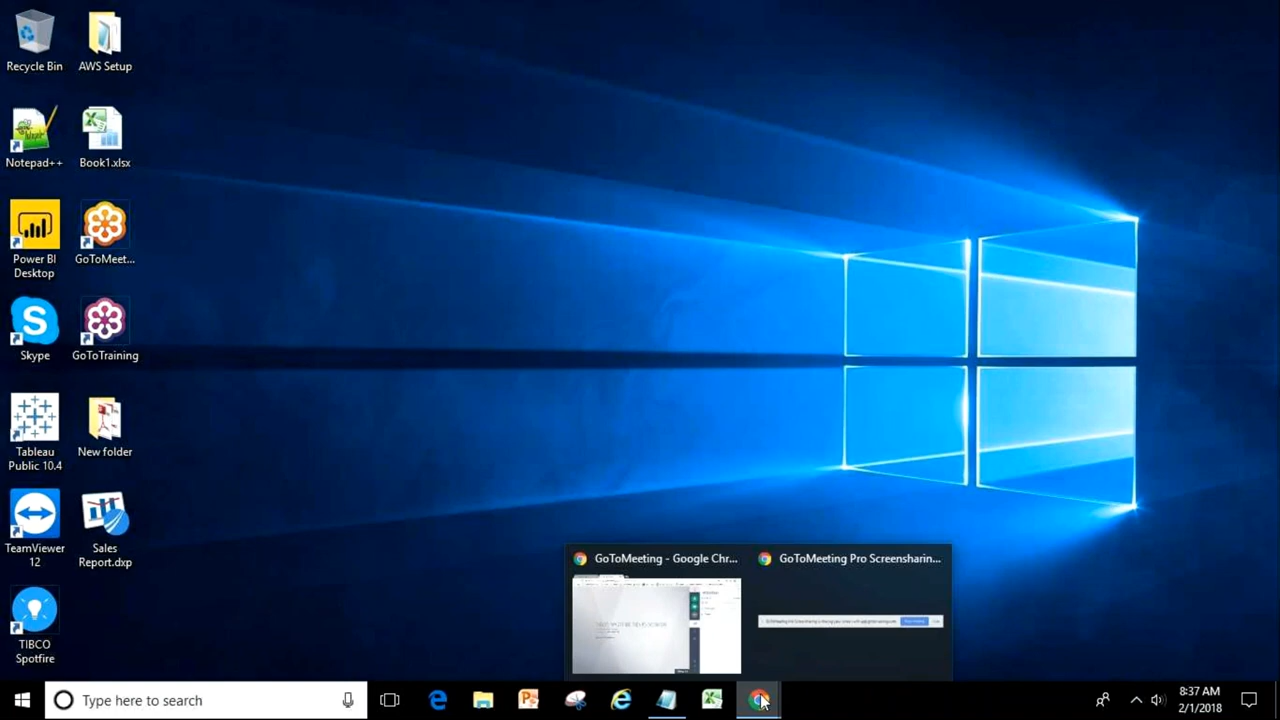 Recycle Bin
AWS Setup
Notepad++
Book1.xlsx
Power BI
Desktop
GoToMeet...
Skype
GoToTraining
Tableau
Public 10.4
New folder
TeamViewer
12
Sales
Report.dxp
TIBCO
Spotfire
GoToMeeting - Google Chr...
GoToMeeting Pro Screensharin...
Type here to search
8:37 AM
2/1/2018